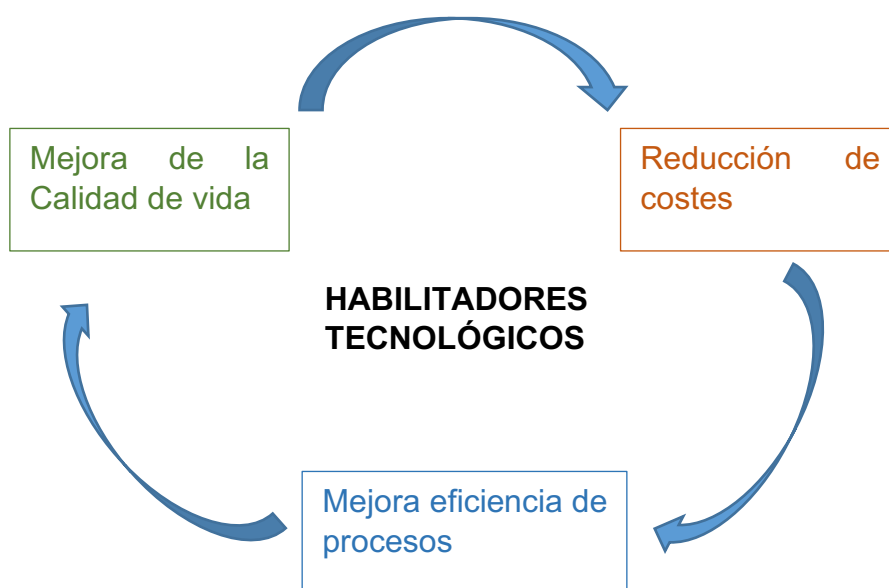 Mejora de la
Calidad de vida
Reducción de
costes
HABILITADORES
TECNOLÓGICOS
Mejora eficiencia de
procesos